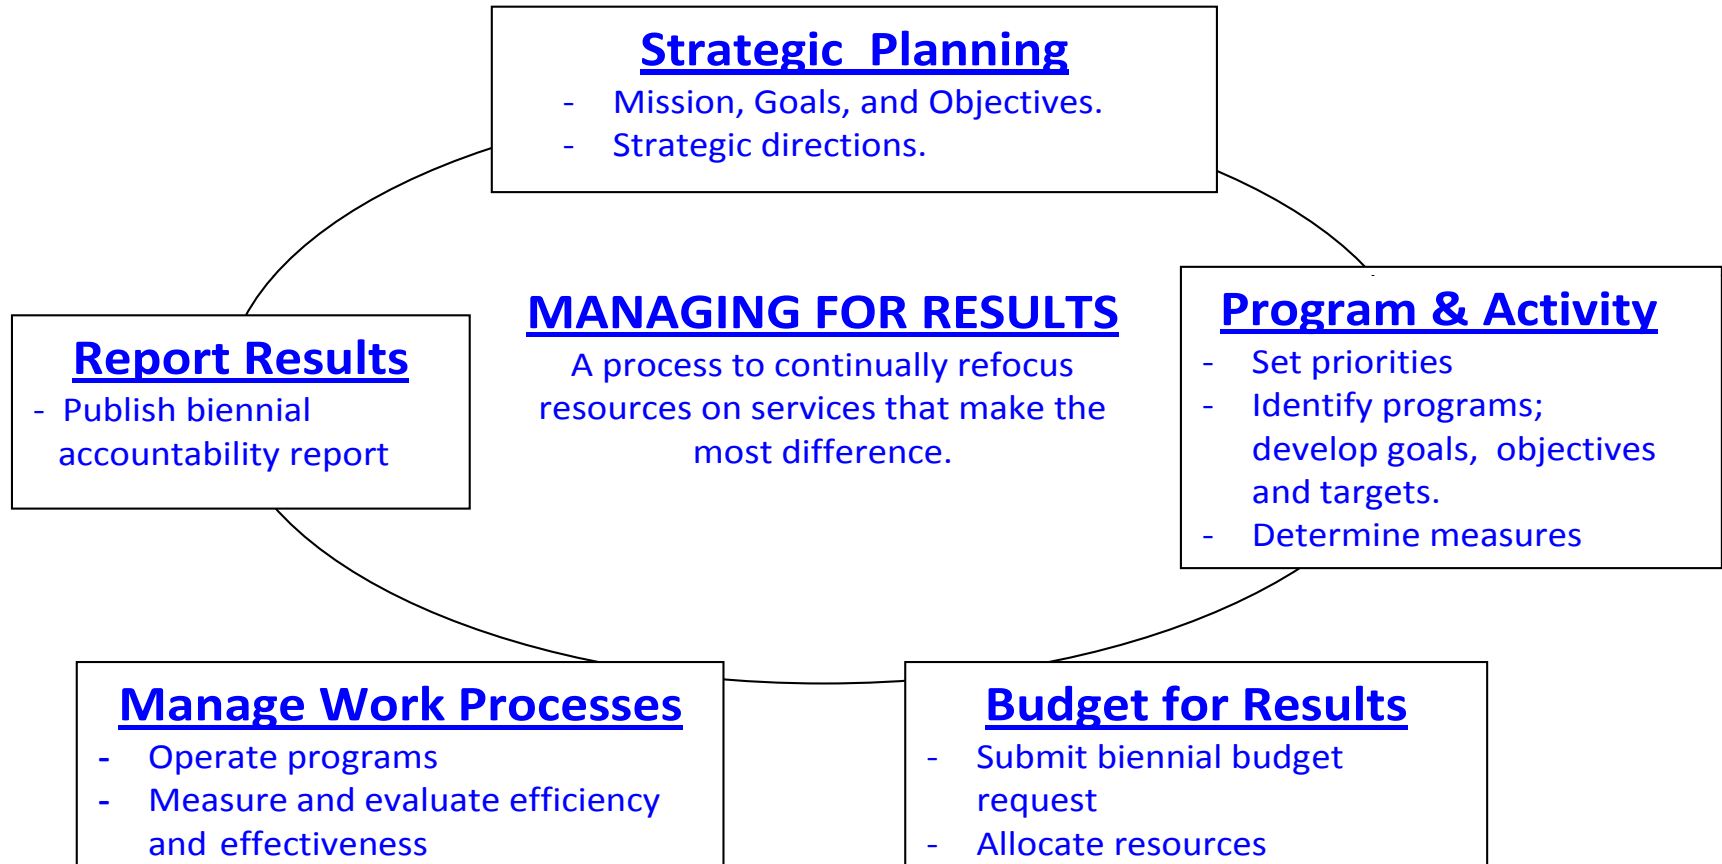 Strategic Planning
- Mission, Goals, and Objectives.
- Strategic directions.
MANAGING FOR RESULTS
A process to continually refocus
resources on services that make the
most difference.
Program & Activity
- Set priorities
- Identify programs;
develop goals, objectives
and targets.
- Determine measures
Budget for Results
- Submit biennial budget
request
- Allocate resources
Manage Work Processes
- Operate programs
- Measure and evaluate efficiency
and effectiveness
Report Results
- Publish biennial
accountability report